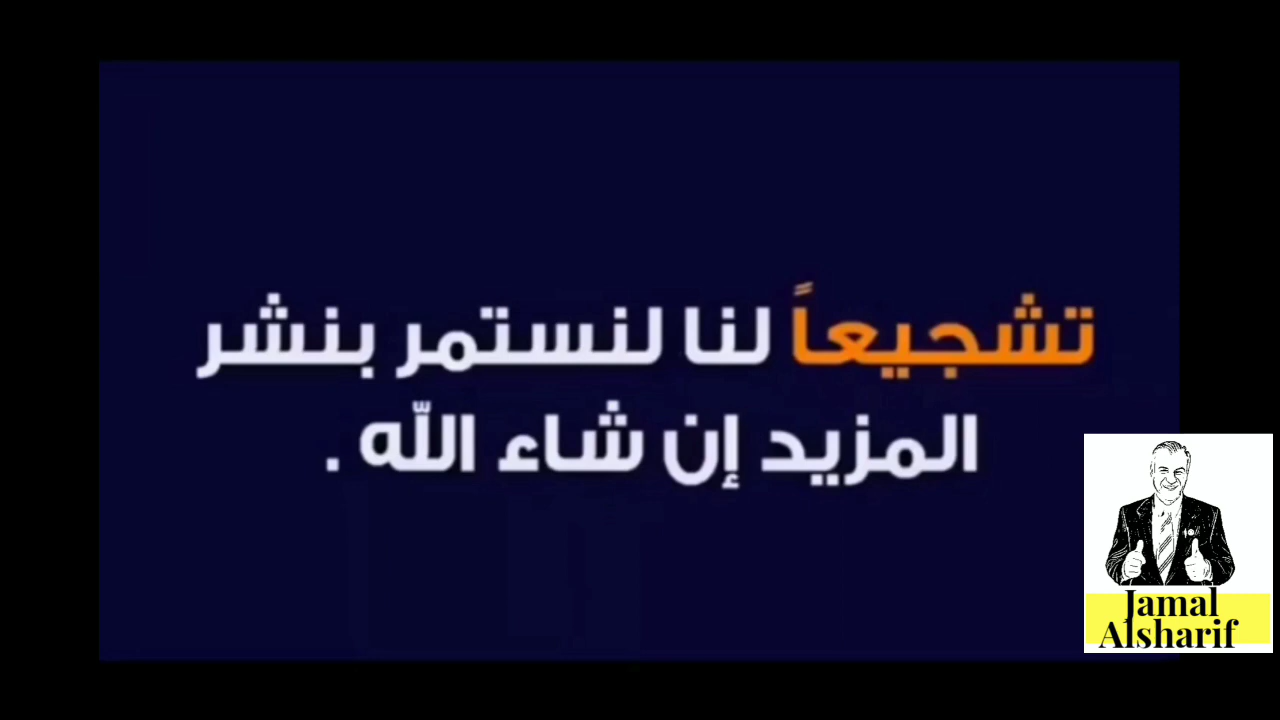 تشجيعاً لنا لنستمر بنشر
المزيد إن شاء الله .
Jamal
Alsharif